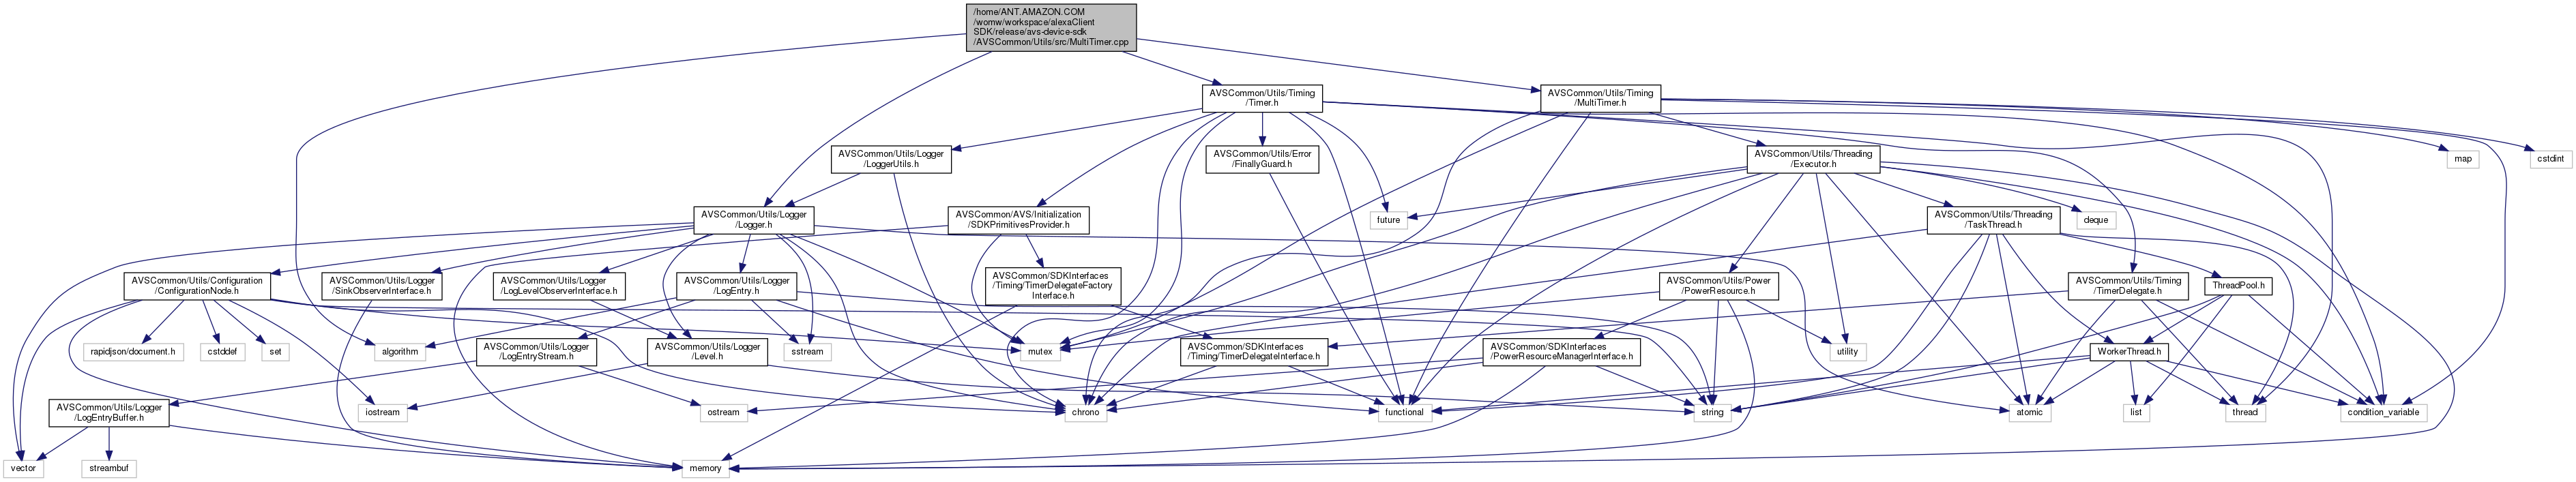 /home/ANT.AMAZON.COM
/womw/workspace/alexaClient
SDK/release/avs-device-sdk
/AVSCommon/Utils/src/MultiTimer.cpp
AVSCommon/Utils/Timing
/Timer.h
AVSCommon/Utils/Timing
/MultiTimer.h
AVSCommon/Utils/Logger
/LoggerUtils.h
AVSCommon/Utils/Error
/FinallyGuard.h
AVSCommon/Utils/Threading
/Executor.h
map
cstdint
AVSCommon/Utils/Logger
/Logger.h
AVSCommon/AVS/Initialization
/SDKPrimitivesProvider.h
future
AVSCommon/Utils/Threading
/TaskThread.h
deque
AVSCommon/Utils/Configuration
/ConfigurationNode.h
AVSCommon/Utils/Logger
/SinkObserverInterface.h
AVSCommon/Utils/Logger
/LogLevelObserverInterface.h
AVSCommon/Utils/Logger
/LogEntry.h
AVSCommon/SDKInterfaces
/Timing/TimerDelegateFactory
Interface.h
AVSCommon/Utils/Power
/PowerResource.h
AVSCommon/Utils/Timing
/TimerDelegate.h
ThreadPool.h
rapidjson/document.h
cstddef
set
algorithm
AVSCommon/Utils/Logger
/LogEntryStream.h
AVSCommon/Utils/Logger
/Level.h
sstream
mutex
AVSCommon/SDKInterfaces
/Timing/TimerDelegateInterface.h
AVSCommon/SDKInterfaces
/PowerResourceManagerInterface.h
utility
WorkerThread.h
AVSCommon/Utils/Logger
/LogEntryBuffer.h
iostream
ostream
chrono
functional
string
atomic
list
thread
condition_variable
vector
streambuf
memory